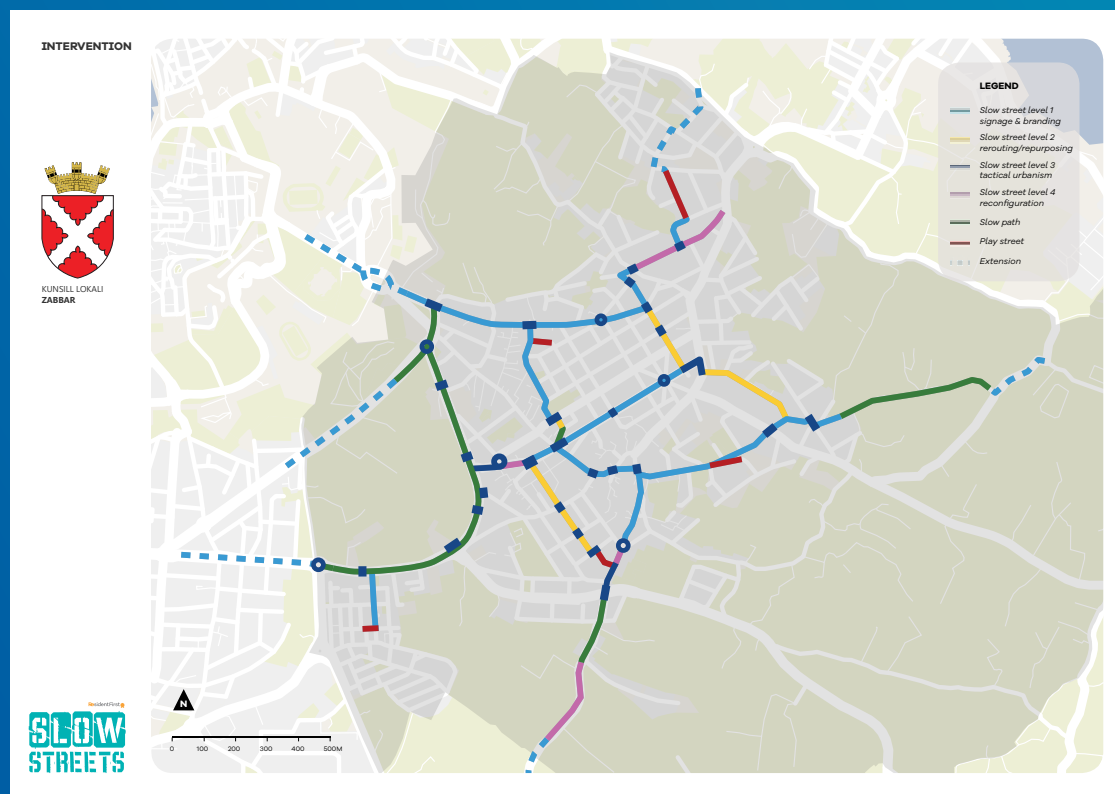 INTERVENTION
KUNSILL LOKALI
ZABBAR
LEGEND
Slow street level 1
signage & branding
Slow street level 2
rerouting/repurposing
Slow street level 3
tactical urbanism
Slow street level 4
reconfiguration
Slow path
Play street
Extension
N
0 100 200 300 400 500M
ResidentFirst
SLOW
STREETS